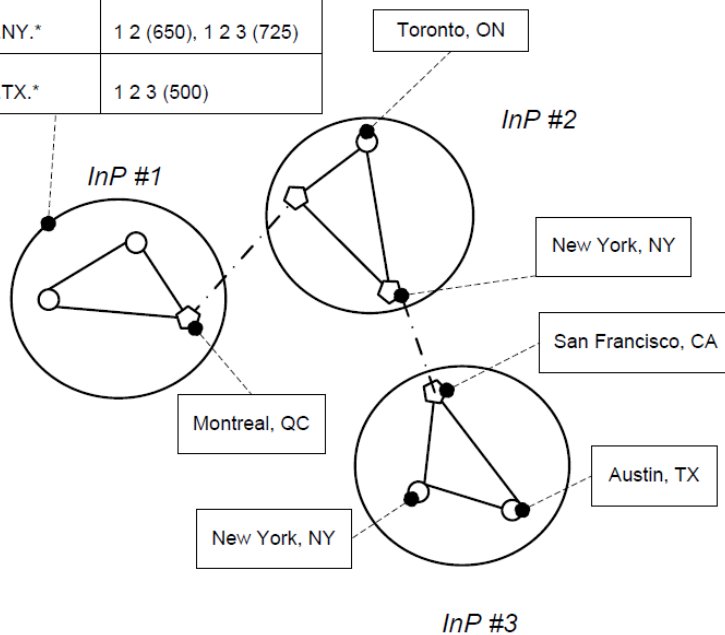 .NY.* 1 2 (650), 1 2 3 (725)
.TX.* 1 2 3 (500)
Toronto, ON
InP #2
InP #1
New York, NY
San Francisco, CA
Montreal, QC
Austin, TX
New York, NY
InP #3